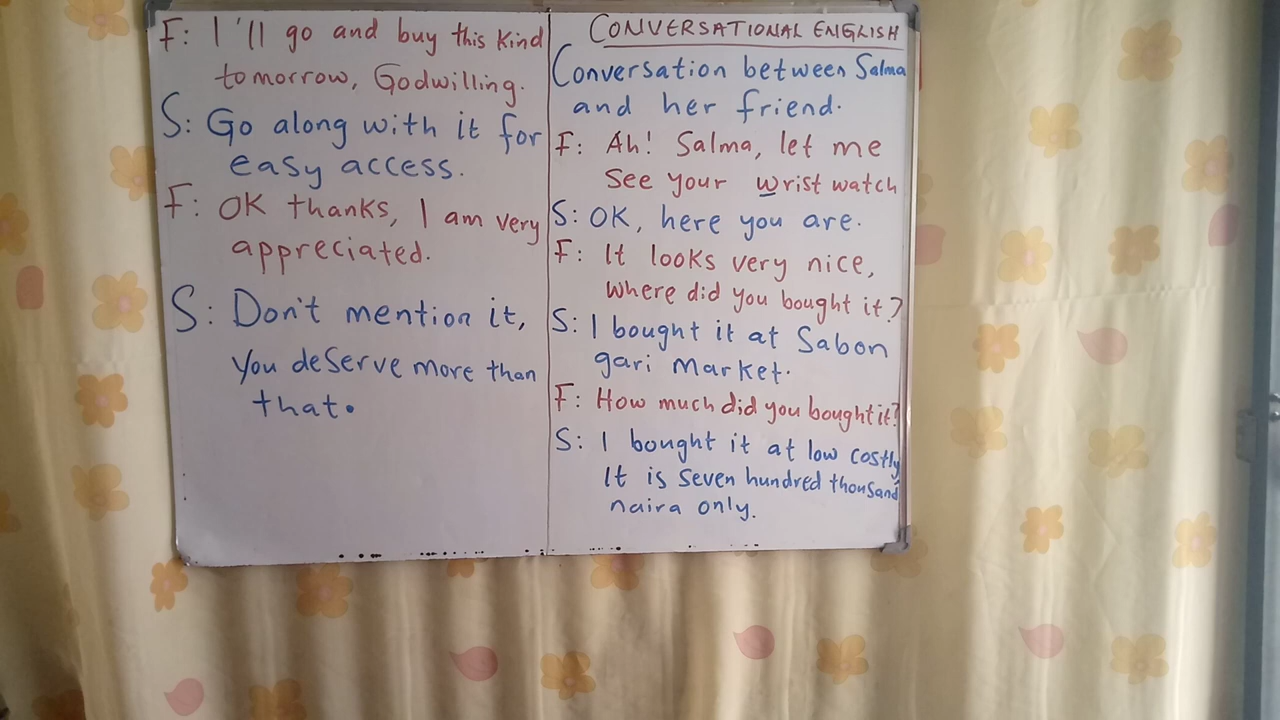 CONVERSATIONAL ENGLISH
Conversation between Salma
and her friend.
F: Ah! Salma, let me
see your wrist watch
S: OK, here you are.
F: It looks very nice,
where did you bought it?
S: I bought it at Sabon
gari market.
F: How much did you bought it?
S: I bought it at low costly
It is seven hundred thousand
naira only.
F: I'll go and buy this kind
tomorrow, Godwilling.
S: Go along with it for
easy access.
F: OK thanks, I am very
appreciated.
S: Don't mention it,
you deserve more than
that.